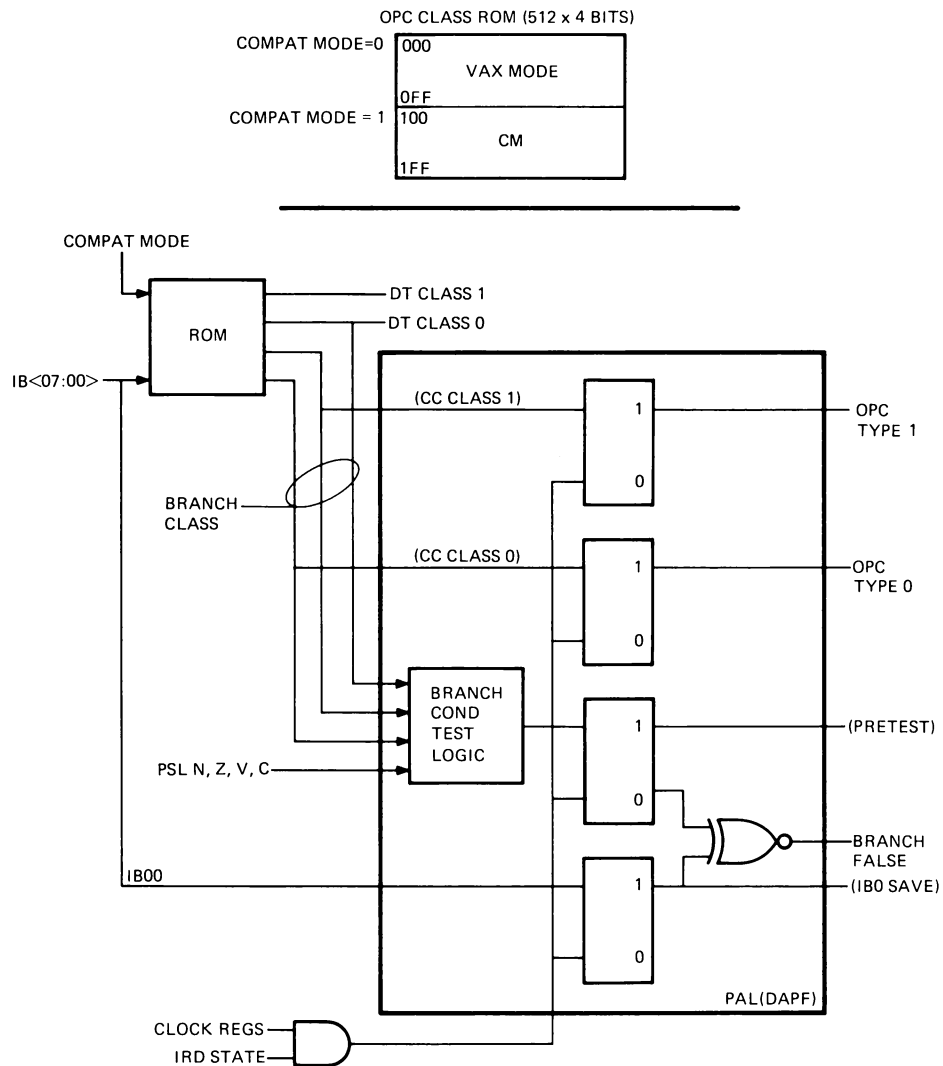 OPC CLASS ROM (512 x 4 BITS)
COMPAT MODE=0
000
VAX MODE
0FF
COMPAT MODE = 1
100
CM
1FF
COMPAT MODE
ROM
DT CLASS 1
DT CLASS 0
IB<07:00>
(CC CLASS 1)
1
OPC
TYPE 1
0
BRANCH
CLASS
(CC CLASS 0)
1
OPC
TYPE 0
0
BRANCH
COND
TEST
LOGIC
1
(PRETEST)
PSL N, Z, V, C
0
BRANCH
FALSE
IB00
1
(IB0 SAVE)
0
PAL(DAPF)
CLOCK REGS
IRD STATE